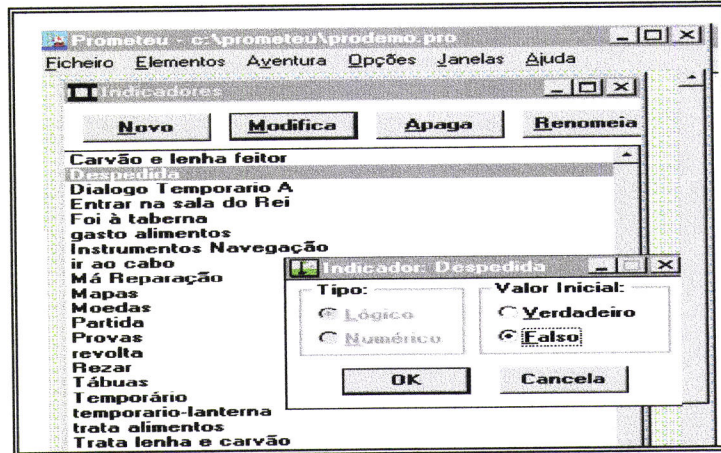 Prometeu - c:\prometeu\prodemo.pro
Ficheiro Elementos Aventura Opções Janelas Ajuda
Indicadores
Novo Modifica Apaga Renomeia
Carvão e lenha feitor
Despedida
Dialogo Temporario A
Entrar na sala do Rei
Foi à taberna
gasto alimentos
Instrumentos Navegação
ir ao cabo
Má Reparação
Mapas
Moedas
Partida
Provas
revolta
Rezar
Tábuas
Temporário
temporario-lanterna
trata alimentos
Trata lenha e carvão
Indicador: Despedida
Tipo:
Lógico
Numérico
Valor Inicial:
Verdadeiro
Falso
OK Cancela